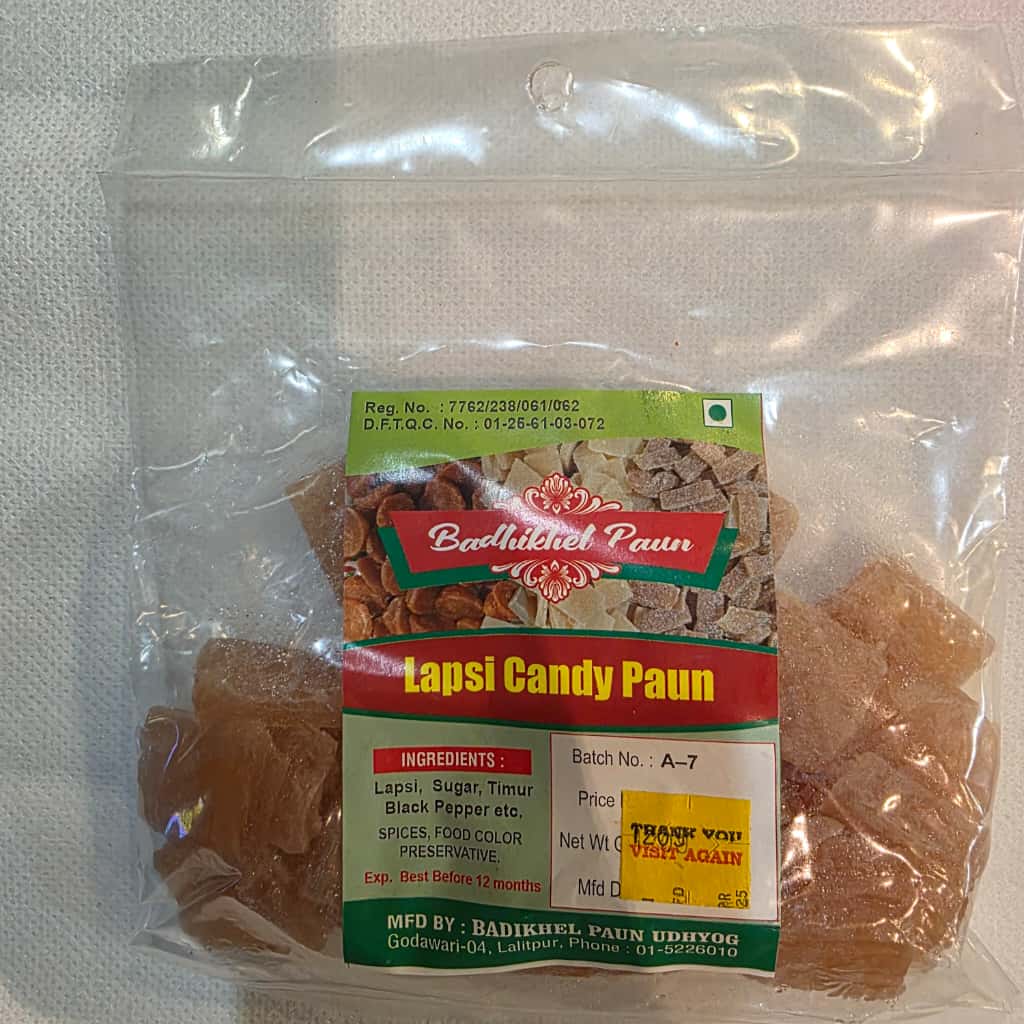 Reg. No. : 7762/238/061/062
D.F.T.Q.C. No. : 01-25-61-03-072
Badhikhel Paun
Lapsi Candy Paun
INGREDIENTS :
Lapsi, Sugar, Timur
Black Pepper etc,
SPICES, FOOD COLOR
PRESERVATIVE,
Exp. Best Before 12 months
Batch No. : A-7
Price
Net Wt
Mfd
THANK YOU
VISIT AGAIN
MFD BY : BADIKHEL PAUN UDHYOG
Godawari-04, Lalitpur, Phone : 01-5226010